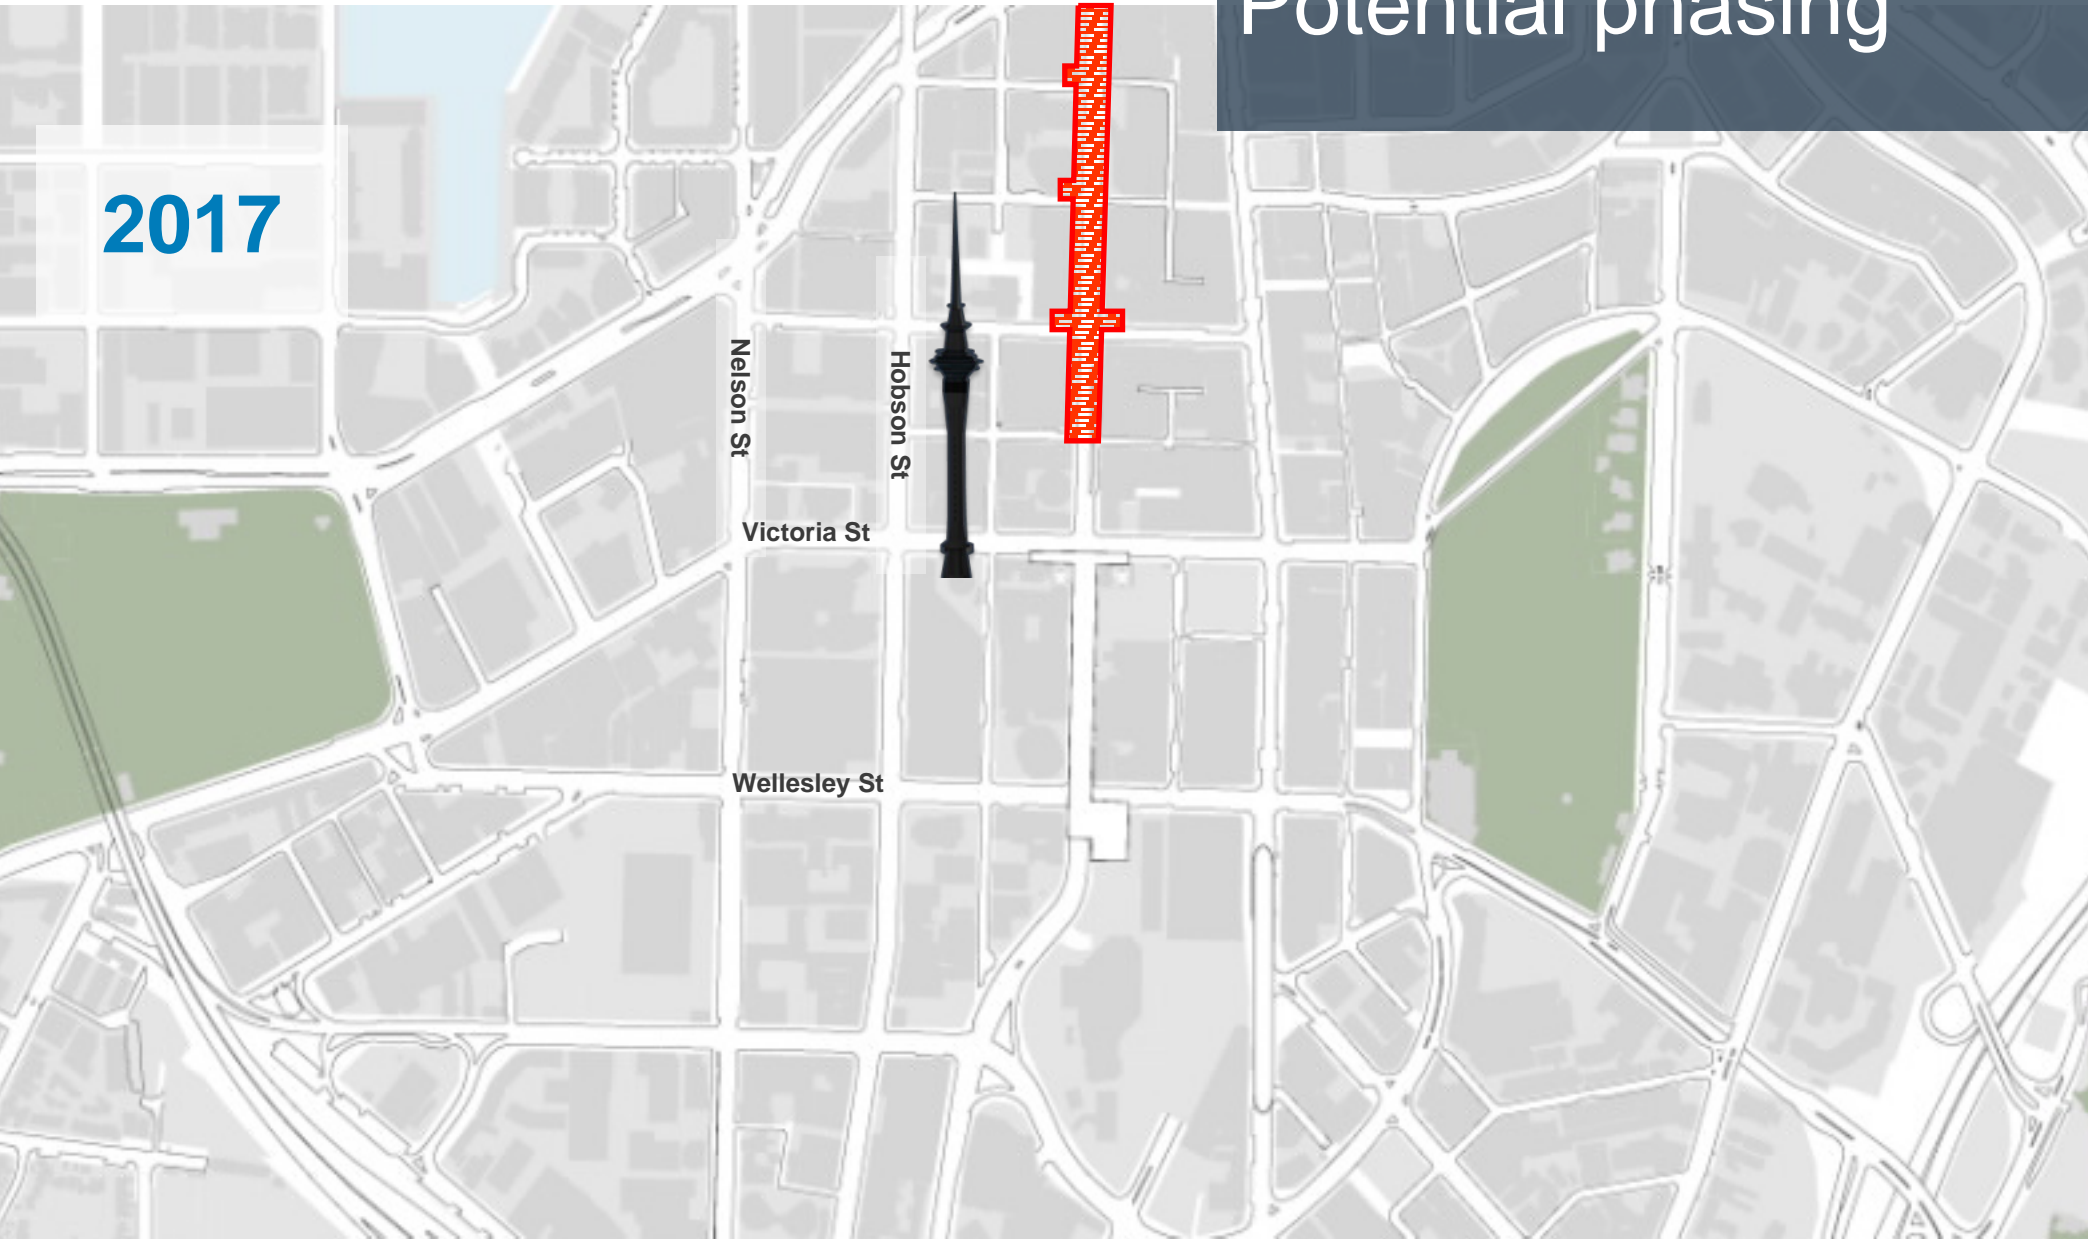 Potential phasing
2017
Nelson St
Hobson St
Victoria St
Wellesley St